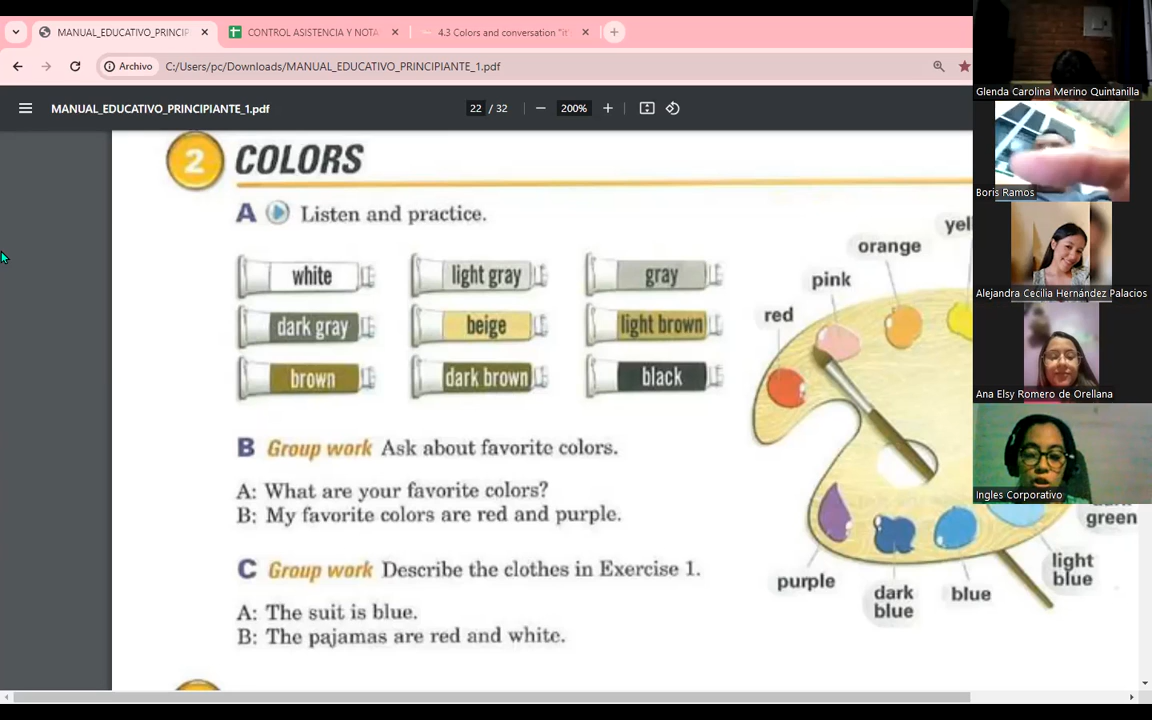 MANUAL_EDUCATIVO_PRINCIP
CONTROL ASISTENCIA Y NOTA
4.3 Colors and conversation "it
Archivo
C:/Users/pc/Downloads/MANUAL_EDUCATIVO_PRINCIPIANTE_1.pdf
MANUAL_EDUCATIVO_PRINCIPIANTE_1.pdf
22 / 32
200%
2 COLORS
A Listen and practice.
white light gray gray
dark gray beige light brown
brown dark brown black
B Group work Ask about favorite colors.
A: What are your favorite colors?
B: My favorite colors are red and purple.
C Group work Describe the clothes in Exercise 1.
A: The suit is blue.
B: The pajamas are red and white.
yel
orange
pink
red
purple
dark
blue
blue
light
blue
green
Glenda Carolina Merino Quintanilla
Boris Ramos
Alejandra Cecilia Hernández Palacios
Ana Elsy Romero de Orellana
Ingles Corporativo